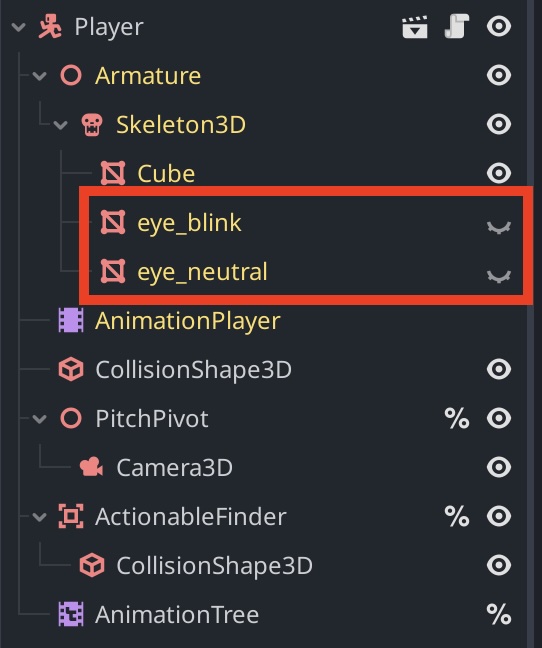 Player
Armature
Skeleton3D
Cube
eye_blink
eye_neutral
AnimationPlayer
CollisionShape3D
PitchPivot %
Camera3D
ActionableFinder %
CollisionShape3D
AnimationTree %